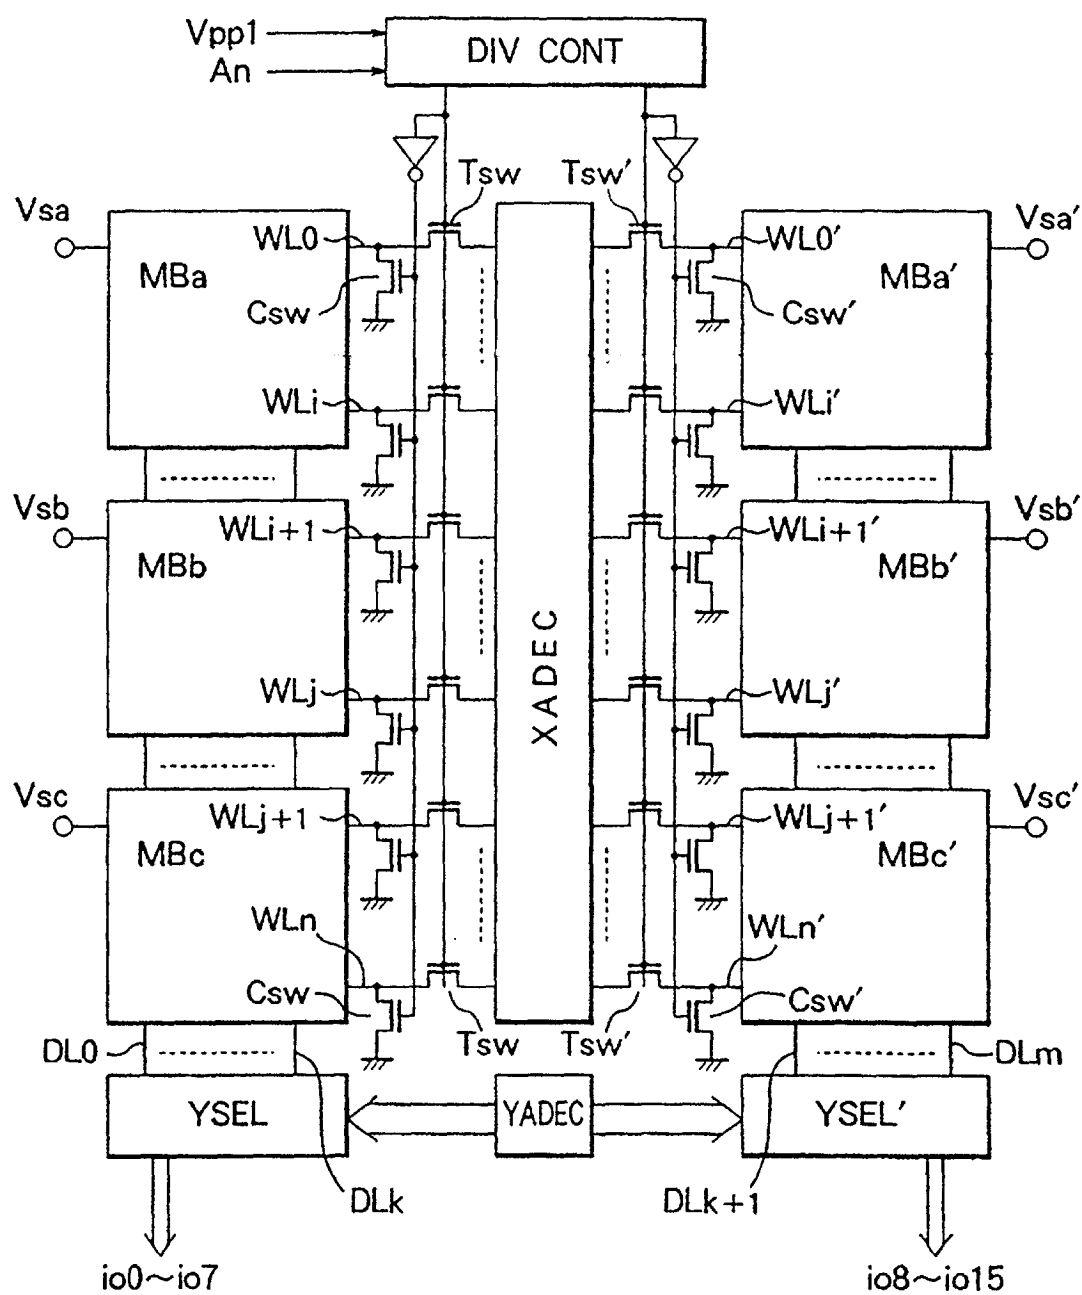 Vpp1
An
DIV CONT
Tsw
Tsw′
Vsa
WL0
WL0′
Vsa′
MBa
MBa′
Csw
Csw′
WLi
WLi′
Vsb
WLi+1
WLi+1′
Vsb′
MBb
MBb′
XADEC
WLj
WLj′
Vsc
WLj+1
WLj+1′
Vsc′
MBc
MBc′
WLn
WLn′
Csw
Csw′
Tsw
Tsw′
DL0
DLm
YSEL
YADEC
YSEL′
DLk
DLk+1
io0~io7
io8~io15